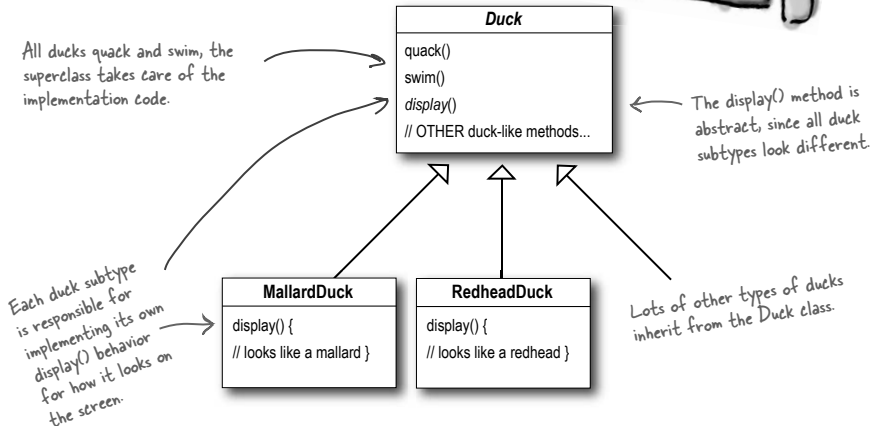 Duck
quack()
swim()
display()
// OTHER duck-like methods...
All ducks quack and swim, the
superclass takes care of the
implementation code.
The display() method is
abstract, since all duck
subtypes look different.
Each duck subtype
is responsible for
implementing its own
display() behavior
for how it looks on
the screen.
MallardDuck
display() {
// looks like a mallard }
RedheadDuck
display() {
// looks like a redhead }
Lots of other types of ducks
inherit from the Duck class.